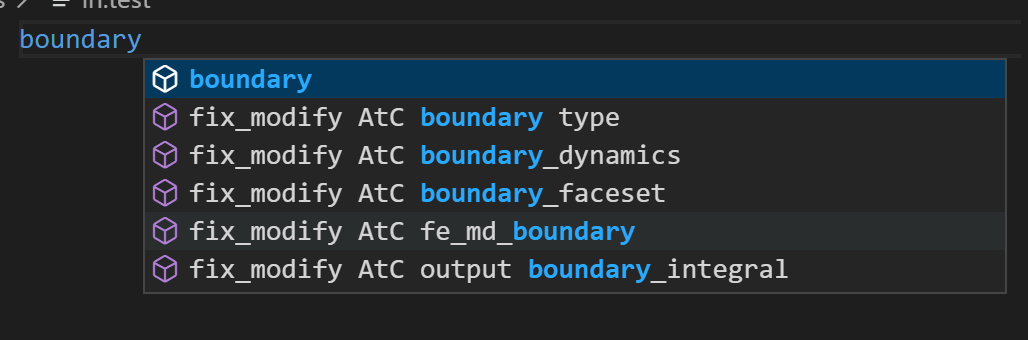 in.test
boundary
boundary
fix_modify AtC boundary type
fix_modify AtC boundary_dynamics
fix_modify AtC boundary_faceset
fix_modify AtC fe_md_boundary
fix_modify AtC output boundary_integral